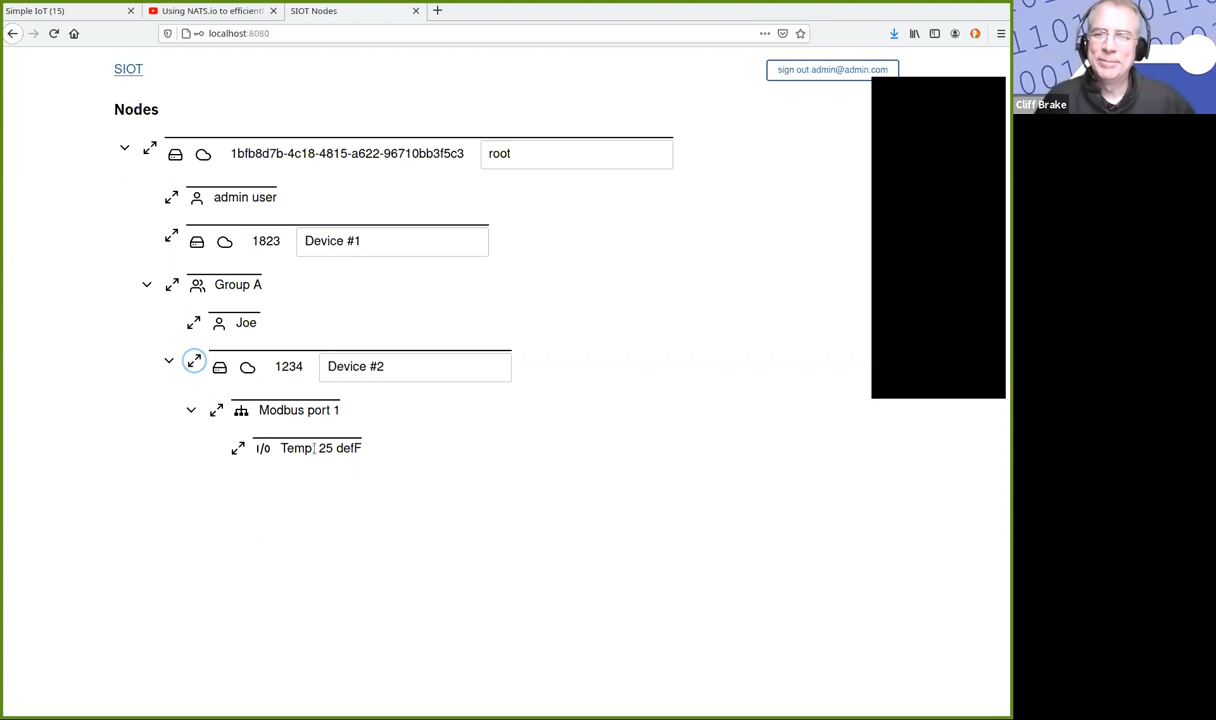 Simple IoT (15)
Using NATS.io to efficient
SIOT Nodes
localhost:8080
SIOT
sign out admin@admin.com
Nodes
1bfb8d7b-4c18-4815-a622-96710bb3f5c3
root
admin user
1823
Device #1
Group A
Joe
1234
Device #2
Modbus port 1
I/O
Temp 25 defF
Cliff Brake